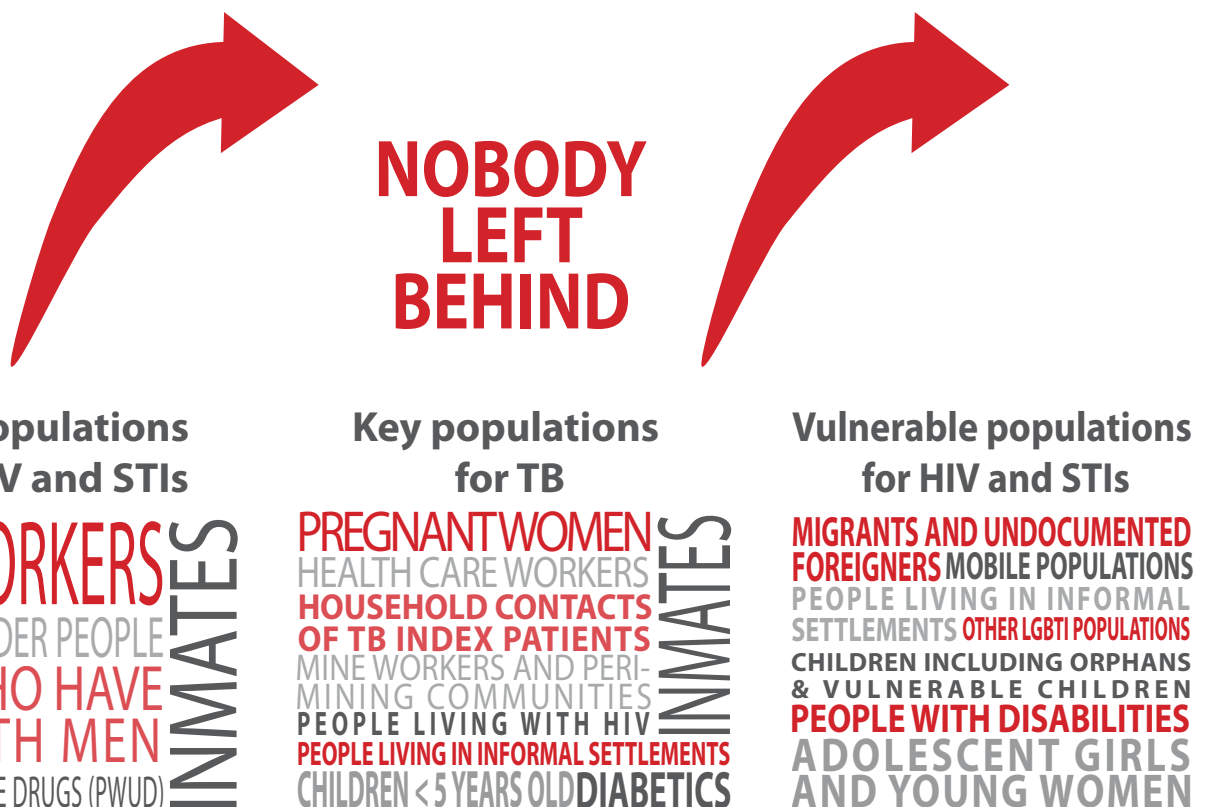 NOBODY
LEFT
BEHIND
opulations
V and STIs
ORKERS
DER PEOPLE
HO HAVE
TH MEN
E DRUGS (PWUD)
INMATES
Key populations
for TB
PREGNANT WOMEN
HEALTH CARE WORKERS
HOUSEHOLD CONTACTS
OF TB INDEX PATIENTS
MINE WORKERS AND PERI-
MINING COMMUNITIES
PEOPLE LIVING WITH HIV
INMATES
PEOPLE LIVING IN INFORMAL SETTLEMENTS
CHILDREN < 5 YEARS OLD DIABETICS
Vulnerable populations
for HIV and STIs
MIGRANTS AND UNDOCUMENTED
FOREIGNERS MOBILE POPULATIONS
PEOPLE LIVING IN INFORMAL
SETTLEMENTS OTHER LGBTI POPULATIONS
CHILDREN INCLUDING ORPHANS
& VULNERABLE CHILDREN
PEOPLE WITH DISABILITIES
ADOLESCENT GIRLS
AND YOUNG WOMEN